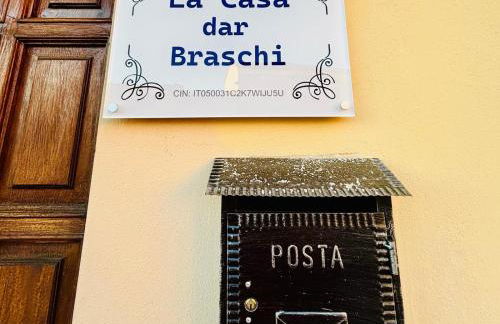 La Casa
dar
Braschi
CIN: IT050031C2K7WIJU5U
POSTA